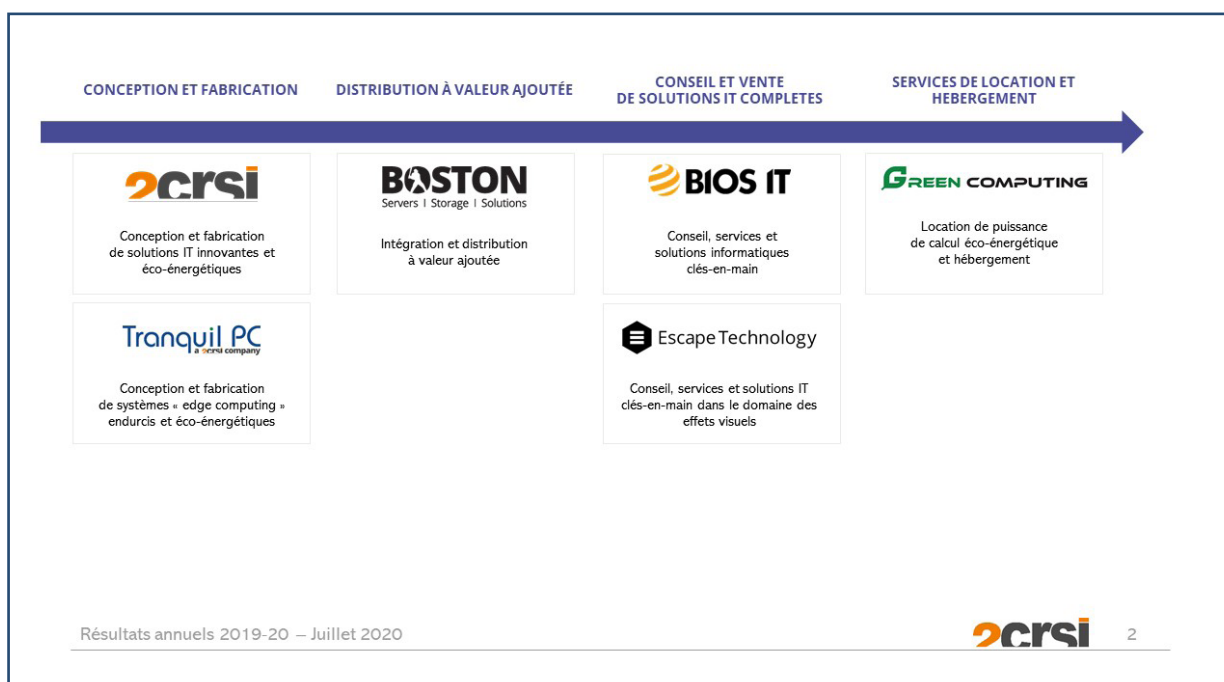 CONCEPTION ET FABRICATION
DISTRIBUTION À VALEUR AJOUTÉE
CONSEIL ET VENTE
DE SOLUTIONS IT COMPLETES
SERVICES DE LOCATION ET
HEBERGEMENT
2crsi
Conception et fabrication
de solutions IT innovantes et
éco-énergétiques
BOSTON
Servers | Storage | Solutions
Intégration et distribution
à valeur ajoutée
BIOS IT
Conseil, services et
solutions informatiques
clés-en-main
GREEN COMPUTING
Location de puissance
de calcul éco-énergétique
et hébergement
Tranquil PC
a 2crsi company
Conception et fabrication
de systèmes « edge computing »
endurcis et éco-énergétiques
Escape Technology
Conseil, services et solutions IT
clés-en-main dans le domaine des
effets visuels
Résultats annuels 2019-20 – Juillet 2020
2crsi
2